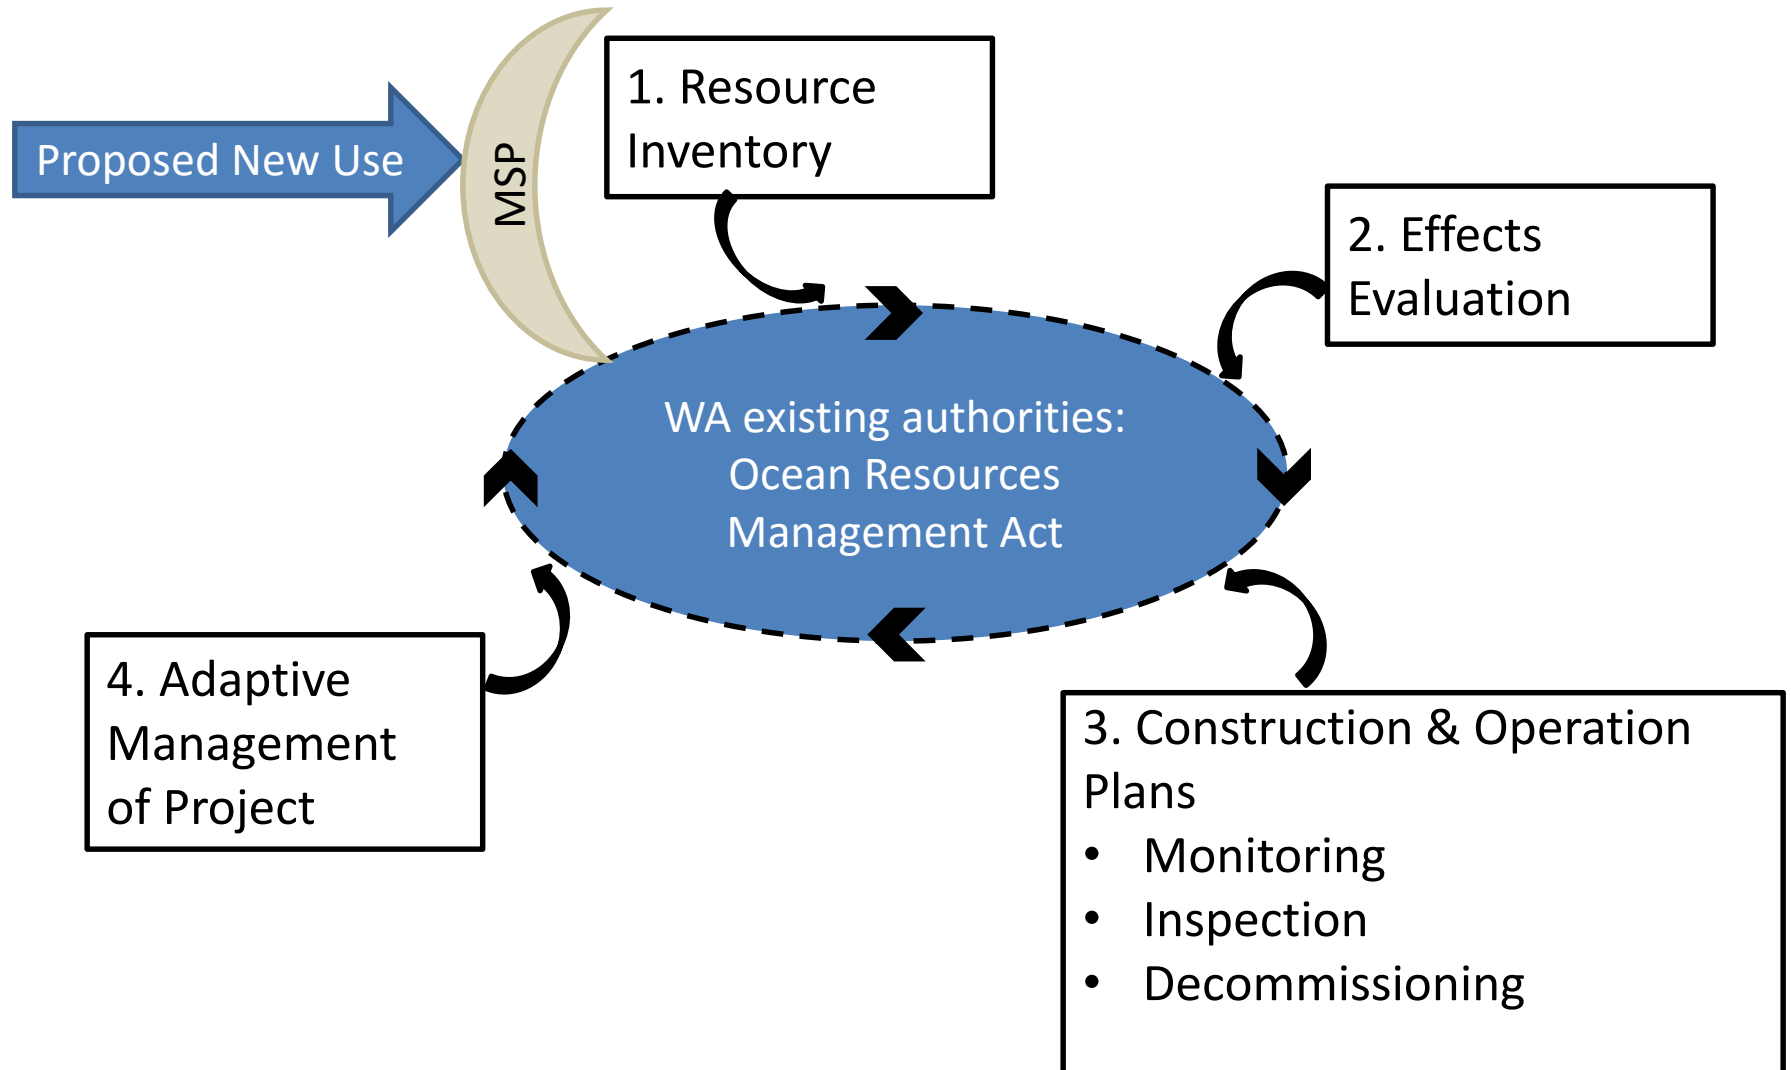 Proposed New Use
MSP
1. Resource
Inventory
2. Effects
Evaluation
WA existing authorities:
Ocean Resources
Management Act
3. Construction & Operation
Plans
• Monitoring
• Inspection
• Decommissioning
4. Adaptive
Management
of Project